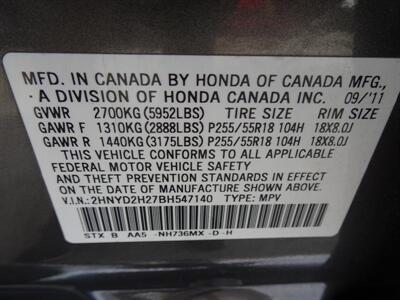 MFD. IN CANADA BY HONDA OF CANADA MFG.,
A DIVISION OF HONDA CANADA INC. 09/'11
GVWR 2700KG(5952LBS) TIRE SIZE RIM SIZE
GAWR F 1310KG(2888LBS) P255/55R18 104H 18X8.0J
GAWR R 1440KG(3175LBS) P255/55R18 104H 18X8.0J
THIS VEHICLE CONFORMS TO ALL APPLICABLE
FEDERAL MOTOR VEHICLE SAFETY
AND THEFT PREVENTION STANDARDS IN EFFECT
ON THE DATE OF MANUFACTURE SHOWN ABOVE.
V.I.N.: 2HNYD2H27BH547140 TYPE: MPV
STX B AA5 -NH736MX -D -H